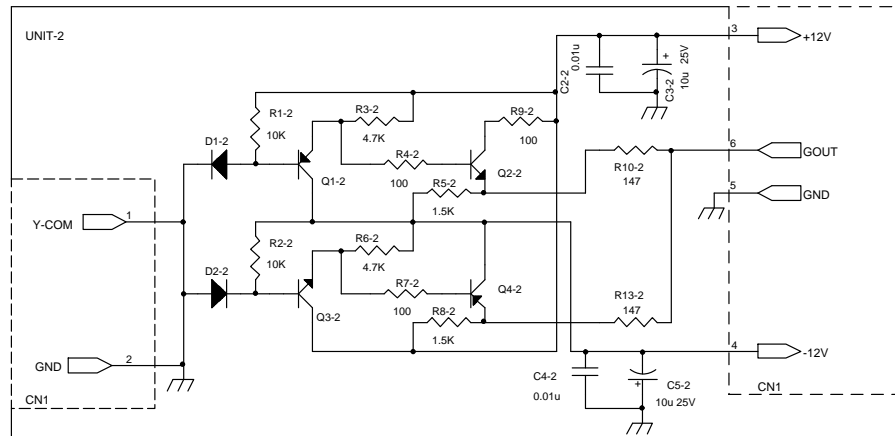 UNIT-2
3
+12V
C2-2
0.01u
+
C3-2
10u 25V
R1-2
10K
R3-2
4.7K
R9-2
100
D1-2
R4-2
100
Q1-2
Q2-2
R5-2
1.5K
R10-2
147
6
GOUT
5
GND
Y-COM
1
R2-2
10K
R6-2
4.7K
D2-2
R7-2
100
Q3-2
Q4-2
R8-2
1.5K
R13-2
147
GND
2
4
-12V
C4-2
0.01u
+
C5-2
10u 25V
CN1
CN1